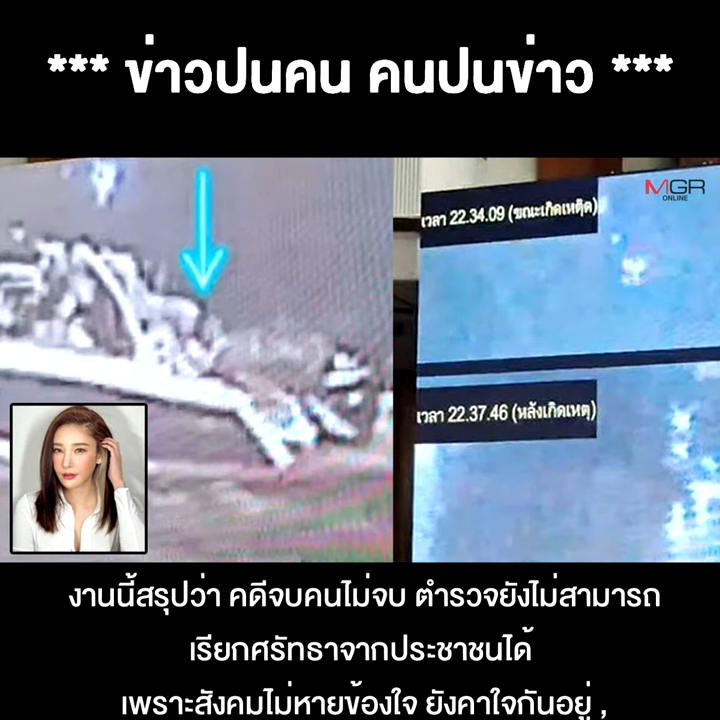 *** ข่าวปนคน คนปนข่าว ***
MGR
ONLINE
เวลา 22.34.09 (ขณะเกิดเหตุ)
เวลา 22.37.46 (หลังเกิดเหตุ)
งานนี้สรุปว่า คดีจบคนไม่จบ ตำรวจยังไม่สามารถ
เรียกศรัทธาจากประชาชนได้
เพราะสังคมไม่หายข้องใจ ยังคาใจกันอยู่ ,